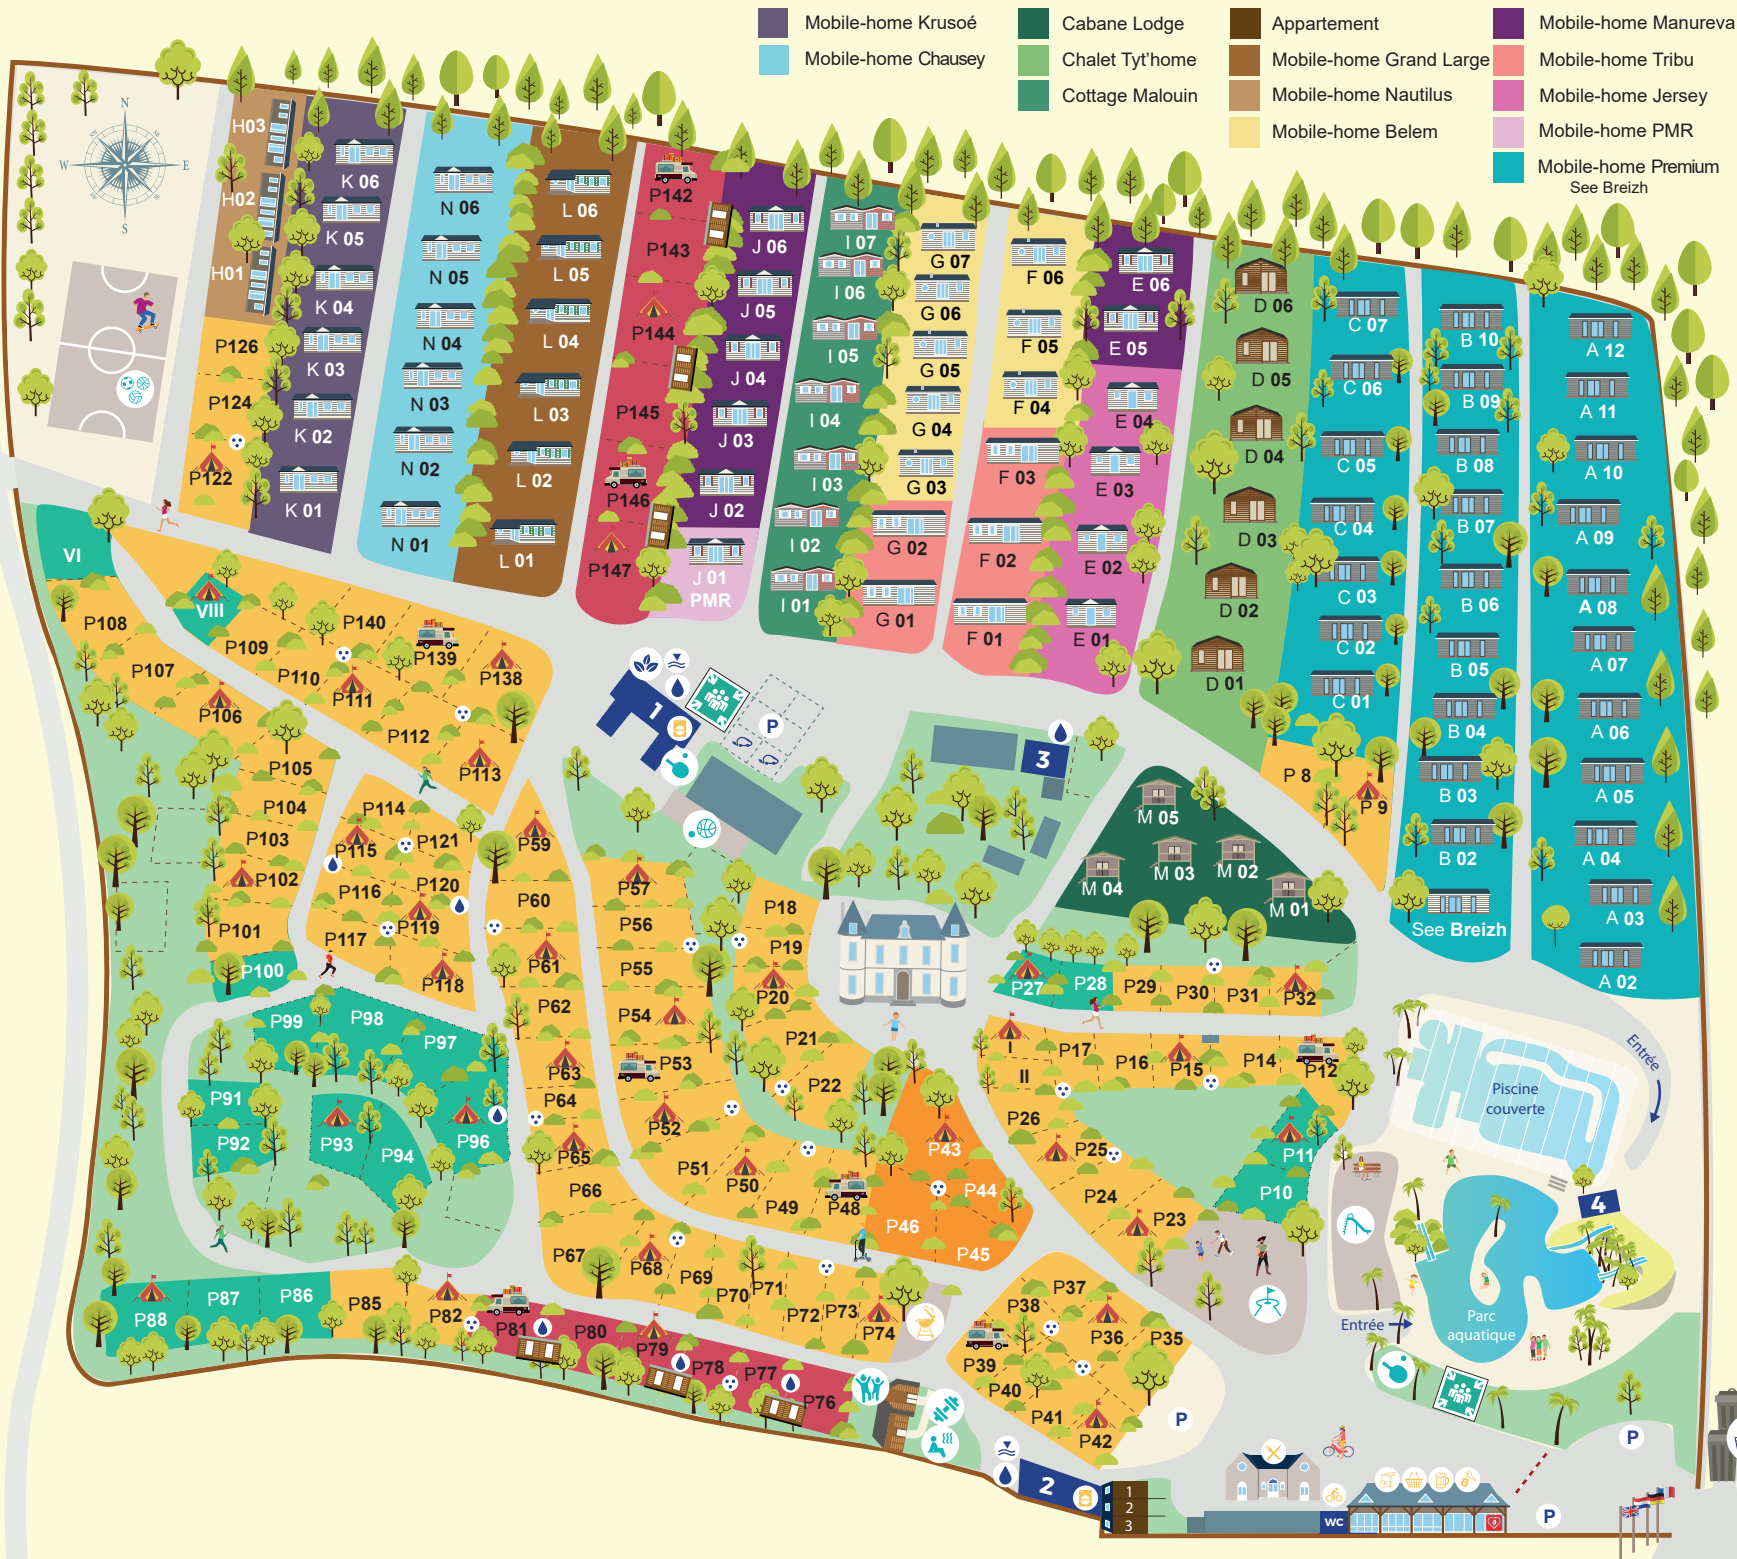 Mobile-home Krusoé
Mobile-home Chausey
Cabane Lodge
Chalet Tyt'home
Cottage Malouin
Appartement
Mobile-home Grand Large
Mobile-home Nautilus
Mobile-home Belem
Mobile-home Manureva
Mobile-home Tribu
Mobile-home Jersey
Mobile-home PMR
Mobile-home Premium
See Breizh
N
W
E
S
H03
H02
H01
P126
P124
P122
K 06
K 05
K 04
K 03
K 02
K 01
N 06
N 05
N 04
N 03
N 02
N 01
L 06
L 05
L 04
L 03
L 02
L 01
P142
P143
P144
P145
P146
P147
J 06
J 05
J 04
J 03
J 02
J 01
PMR
I 07
I 06
I 05
I 04
I 03
I 02
I 01
G 07
G 06
G 05
G 04
G 03
G 02
G 01
F 06
F 05
F 04
F 03
F 02
F 01
E 06
E 05
E 04
E 03
E 02
E 01
D 06
D 05
D 04
D 03
D 02
D 01
C 07
C 06
C 05
C 04
C 03
C 02
C 01
B 10
B 09
B 08
B 07
B 06
B 05
B 04
B 03
B 02
See Breizh
A 12
A 11
A 10
A 09
A 08
A 07
A 06
A 05
A 04
A 03
A 02
VI
VIII
P108
P107
P106
P105
P104
P103
P102
P101
P100
P109
P110
P111
P112
P113
P140
P139
P138
P114
P115
P116
P117
P118
P119
P120
P121
1
P
3
P 8
P 9
M 05
M 04
M 03
M 02
M 01
P59
P60
P61
P62
P63
P64
P65
P66
P67
P68
P69
P70
P71
P72
P73
P74
P57
P56
P55
P54
P53
P52
P51
P50
P49
P48
P18
P19
P20
P21
P22
P27
P28
P29
P30
P31
P32
I
II
P17
P16
P15
P14
P12
P26
P25
P24
P23
P11
P10
P43
P44
P46
P45
P99
P98
P97
P96
P91
P92
P93
P94
P88
P87
P86
P85
P82
P81
P80
P79
P78
P77
P76
P37
P38
P36
P35
P39
P40
P41
P42
Entrée
Piscine
couverte
4
Parc
aquatique
Entrée
P
P
P
2
1
2
3
WC